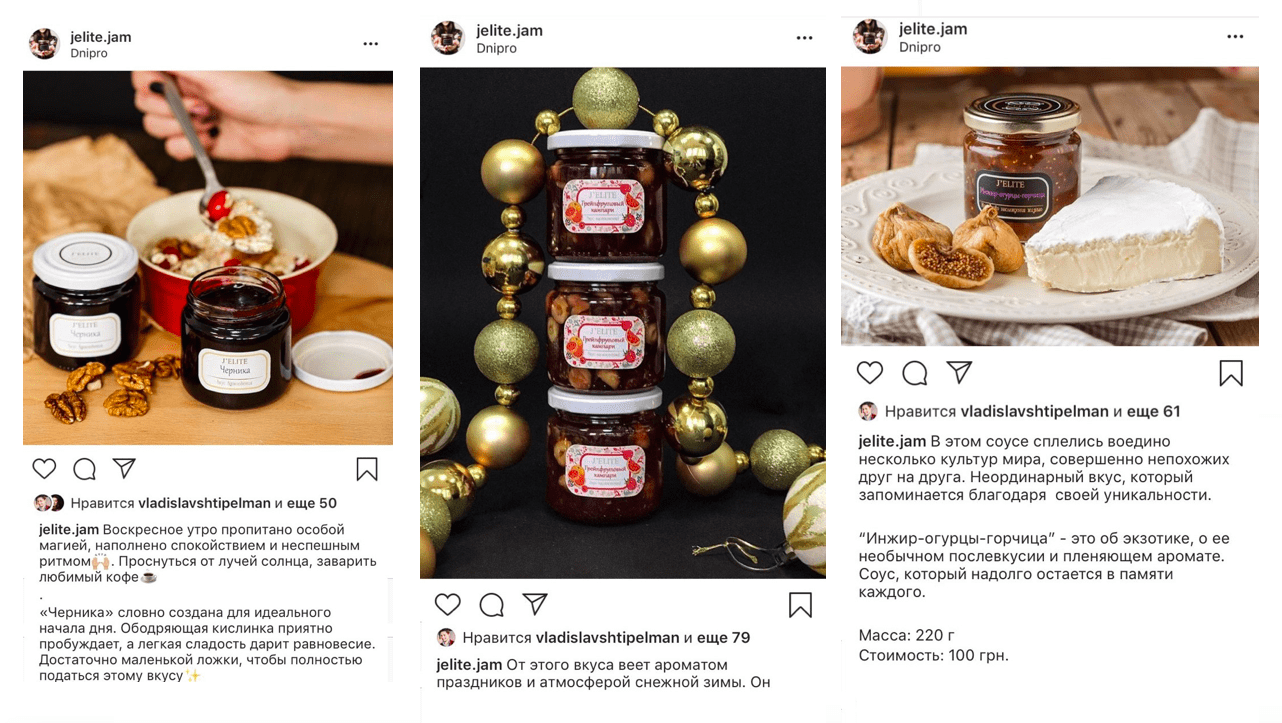 jelite.jam
Dnipro
J'ELITE
J'ELITE
Черника
J'ELITE
Черника
Нравится vladislavshtipelman и еще 50
jelite.jam Воскресное утро пропитано особой
магией, наполнено спокойствием и неспешным
ритмом🙌🏻. Проснуться от лучей солнца, заварить
любимый кофе☕
.
«Черника» словно создана для идеального
начала дня. Ободряющая кислинка приятно
пробуждает, а легкая сладость дарит равновесие.
Достаточно маленькой ложки, чтобы полностью
податься этому вкусу✨
jelite.jam
Dnipro
J'ELITE
Грейпфрутовый
J'ELITE
Грейпфрутовый
J'ELITE
Грейпфрутовый
Нравится vladislavshtipelman и еще 79
jelite.jam От этого вкуса веет ароматом
праздников и атмосферой снежной зимы. Он
jelite.jam
Dnipro
J'ELITE
Инжир-огурцы-горчица
Нравится vladislavshtipelman и еще 61
jelite.jam В этом соусе сплелись воедино
несколько культур мира, совершенно непохожих
друг на друга. Неординарный вкус, который
запоминается благодаря своей уникальности.
“Инжир-огурцы-горчица” - это об экзотике, о ее
необычном послевкусии и пленяющем аромате.
Соус, который надолго остается в памяти
каждого.
Масса: 220 г
Стоимость: 100 грн.